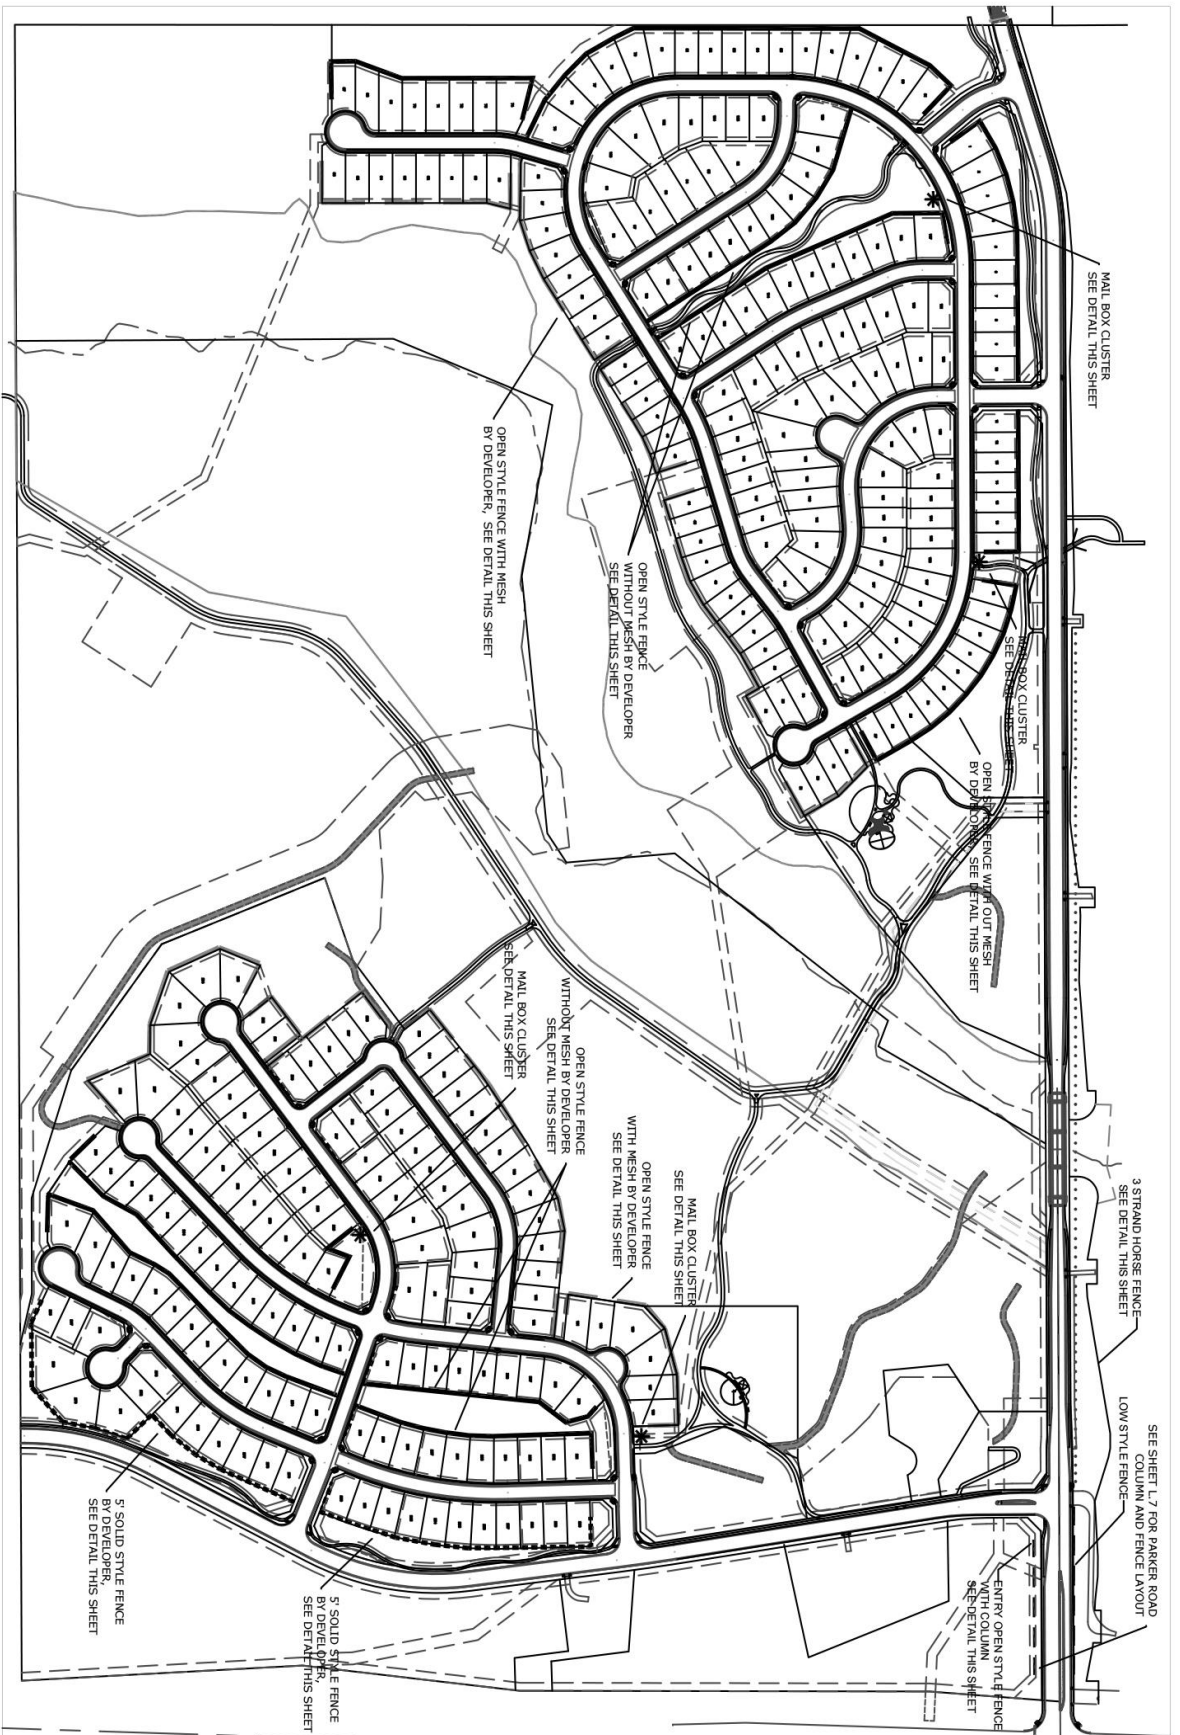 MAIL BOX CLUSTER
SEE DETAIL THIS SHEET
OPEN STYLE FENCE WITH MESH
BY DEVELOPER, SEE DETAIL THIS SHEET
OPEN STYLE FENCE
WITHOUT MESH BY DEVELOPER
SEE DETAIL THIS SHEET
MAIL BOX CLUSTER
SEE DETAIL THIS SHEET
OPEN STYLE FENCE WITH OUT MESH
BY DEVELOPER, SEE DETAIL THIS SHEET
MAIL BOX CLUSTER
SEE DETAIL THIS SHEET
OPEN STYLE FENCE
WITHOUT MESH BY DEVELOPER
SEE DETAIL THIS SHEET
OPEN STYLE FENCE
WITH MESH BY DEVELOPER
SEE DETAIL THIS SHEET
MAIL BOX CLUSTER
SEE DETAIL THIS SHEET
3 STRAND HORSE FENCE
SEE DETAIL THIS SHEET
LOW STYLE FENCE
SEE SHEET L.7 FOR PARKER ROAD
COLUMN AND FENCE LAYOUT
ENTRY OPEN STYLE FENCE
WITH COLUMN
SEE DETAIL THIS SHEET
5' SOLID STYLE FENCE
BY DEVELOPER,
SEE DETAIL THIS SHEET
5' SOLID STYLE FENCE
BY DEVELOPER,
SEE DETAIL THIS SHEET